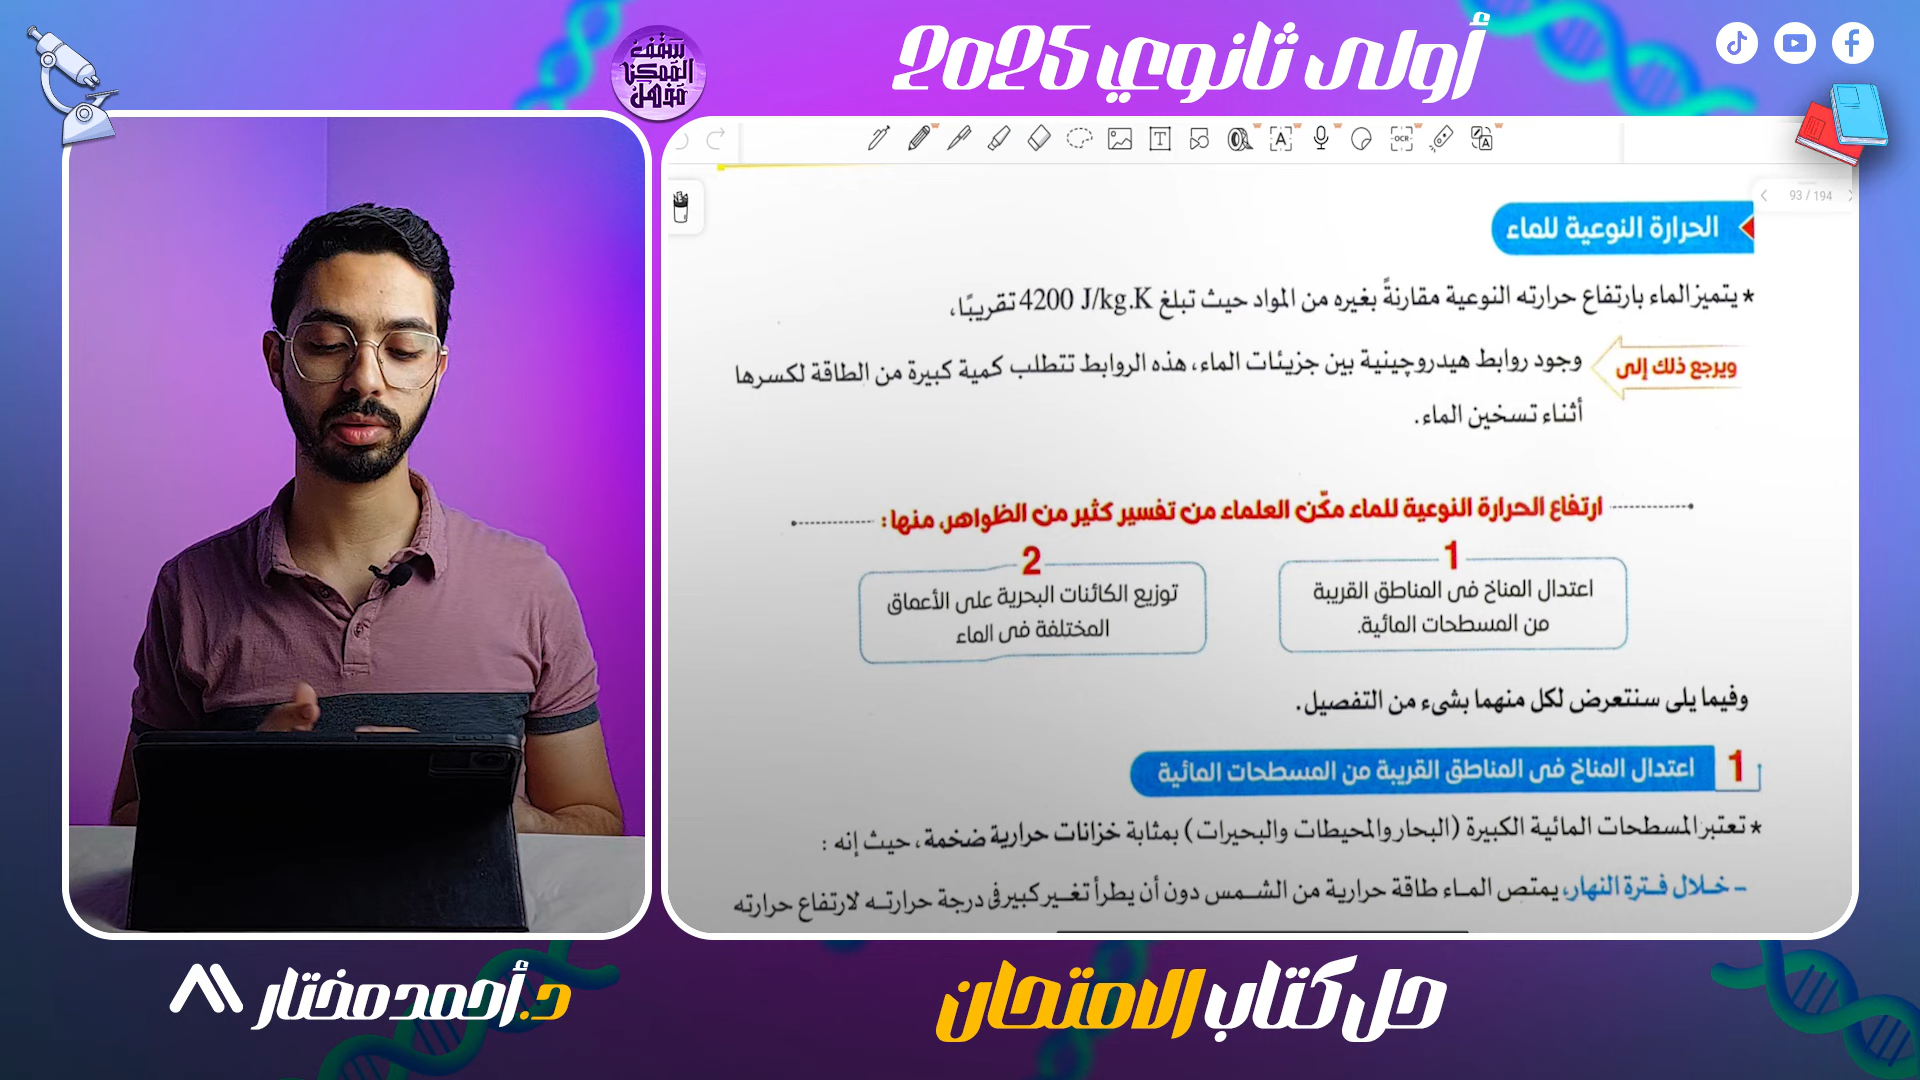 أولى ثانوي 2025
سقف
الممكن
مذهل
OCR
93 / 194
الحرارة النوعية للماء
* يتميز الماء بارتفاع حرارته النوعية مقارنةً بغيره من المواد حيث تبلغ 4200 J/kg.K تقريبًا،
ويرجع ذلك إلى
وجود روابط هيدروچينية بين جزيئات الماء، هذه الروابط تتطلب كمية كبيرة من الطاقة لكسرها
أثناء تسخين الماء.
ارتفاع الحرارة النوعية للماء مكّن العلماء من تفسير كثير من الظواهر، منها :
1
اعتدال المناخ فى المناطق القريبة
من المسطحات المائية.
2
توزيع الكائنات البحرية على الأعماق
المختلفة فى الماء
وفيما يلى سنتعرض لكل منهما بشىء من التفصيل.
1 اعتدال المناخ فى المناطق القريبة من المسطحات المائية
* تعتبر المسطحات المائية الكبيرة (البحار والمحيطات والبحيرات) بمثابة خزانات حرارية ضخمة، حيث إنه :
- خلال فترة النهار، يمتص الماء طاقة حرارية من الشمس دون أن يطرأ تغير كبير فى درجة حرارته لارتفاع حرارته
حل كتاب الامتحان
د.أحمد مختار